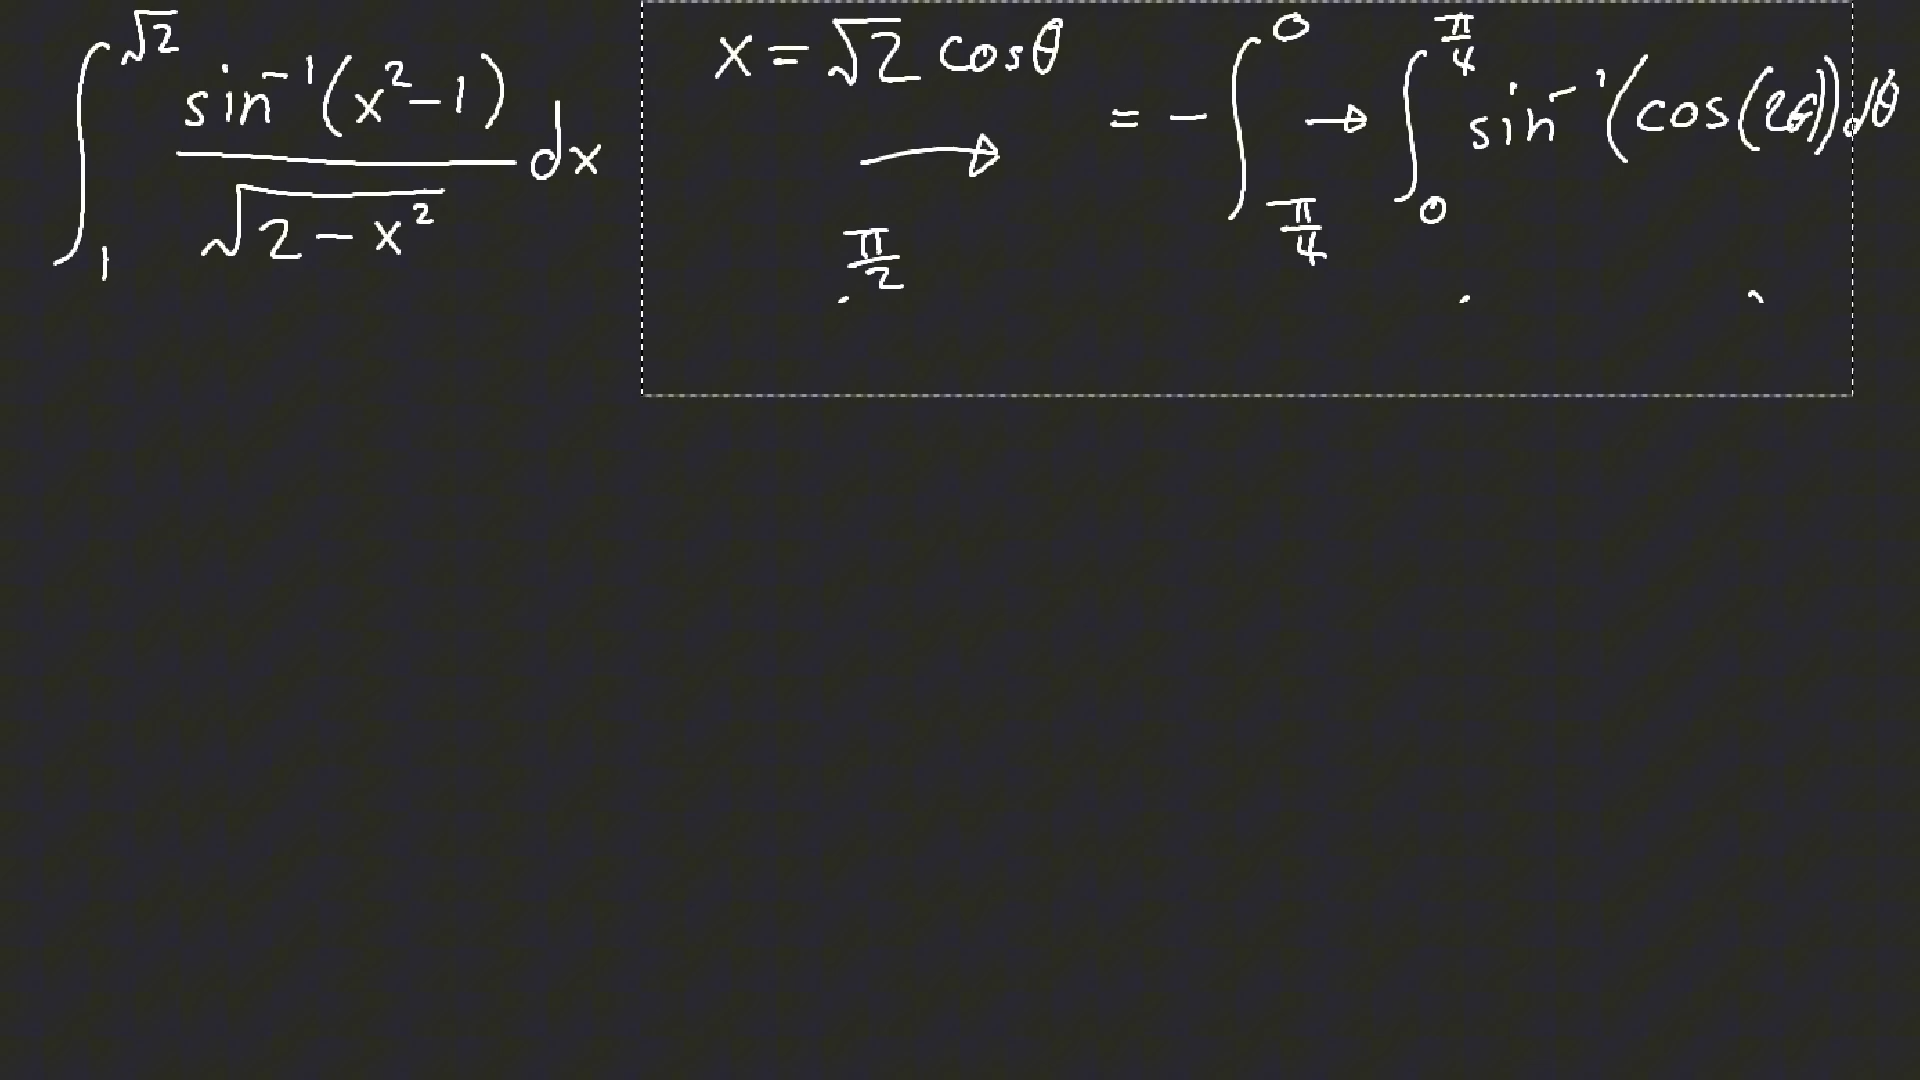 ∫₁^√2 sin⁻¹(x²−1)/√(2−x²) dx
x = √2 cosθ
→
= −∫_{π/4}^0 → ∫_0^{π/4} sin⁻¹(cos(2θ)) dθ
π/2